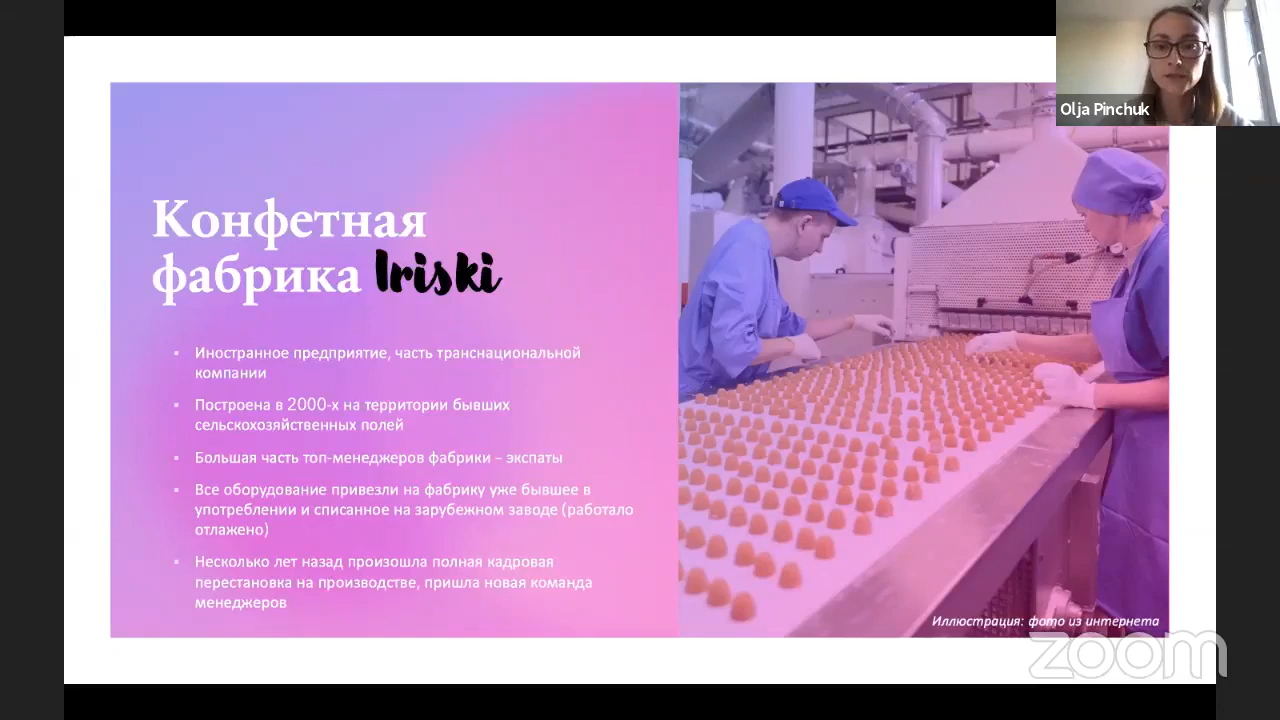 Olja Pinchuk
Конфетная
фабрика Iriski
▪ Иностранное предприятие, часть транснациональной
компании
▪ Построена в 2000-х на территории бывших
сельскохозяйственных полей
▪ Большая часть топ-менеджеров фабрики – экспаты
▪ Все оборудование привезли на фабрику уже бывшее в
употреблении и списанное на зарубежном заводе (работало
отлажено)
▪ Несколько лет назад произошла полная кадровая
перестановка на производстве, пришла новая команда
менеджеров
Иллюстрация: фото из интернета
zoom